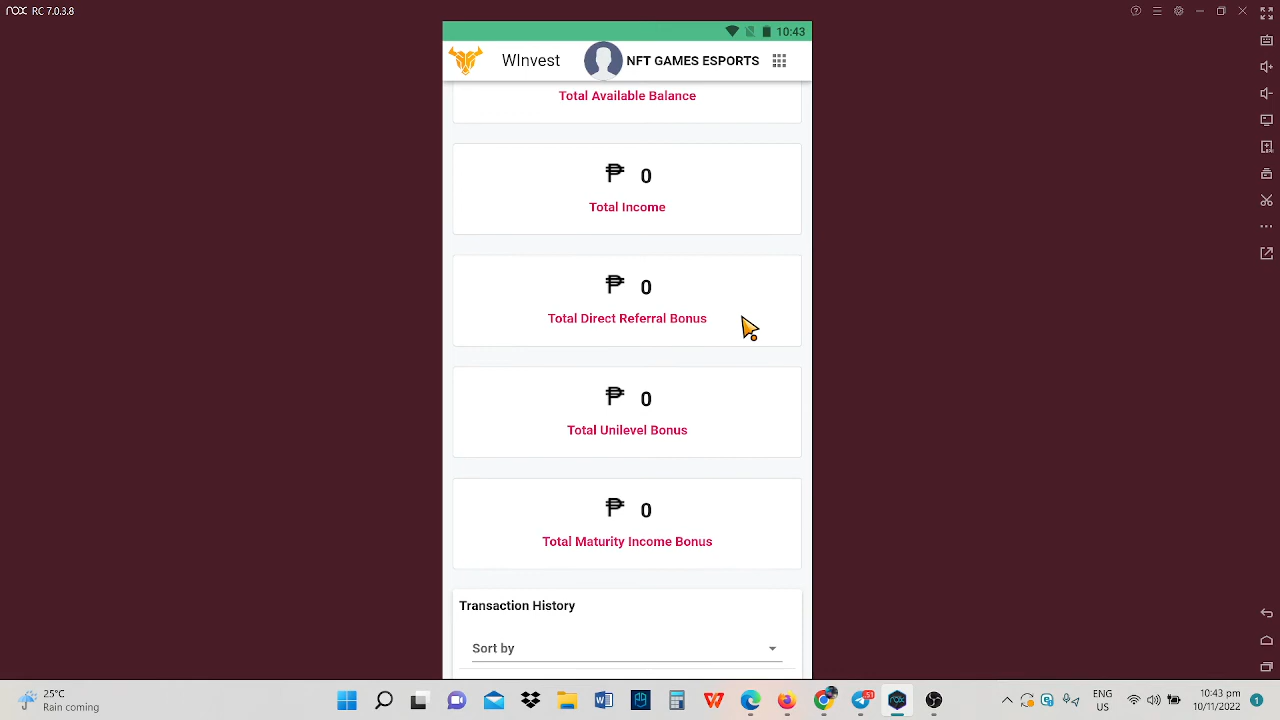 nox RC 7.0.3.8
10:43
WInvest
NFT GAMES ESPORTS
Total Available Balance
₱ 0
Total Income
₱ 0
Total Direct Referral Bonus
₱ 0
Total Unilevel Bonus
₱ 0
Total Maturity Income Bonus
Transaction History
Sort by
25°C
Rain coming
51
ENG
US
10:43 pm
10/11/2022
1